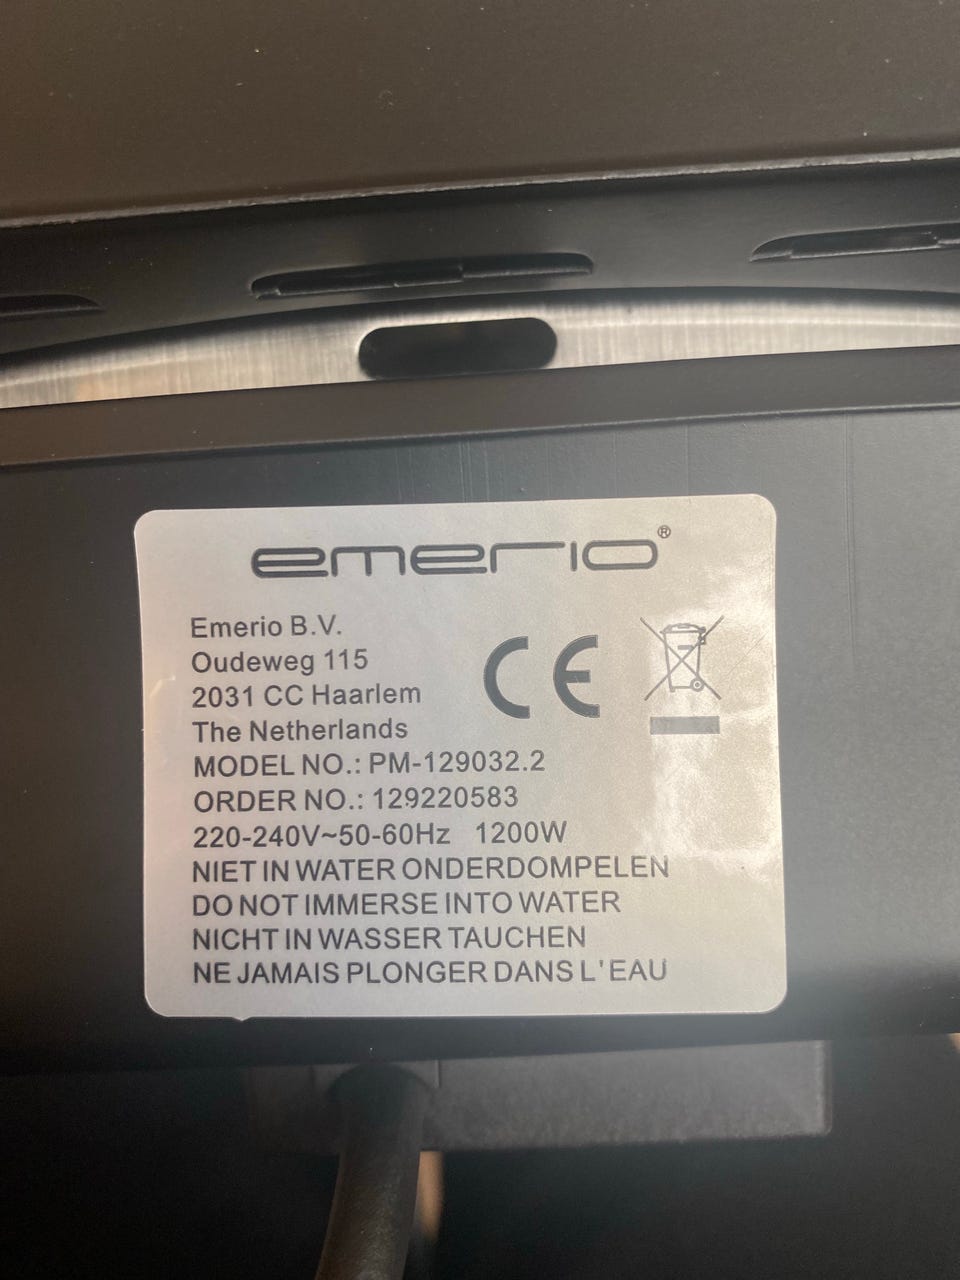 emerio®
Emerio B.V.
Oudeweg 115
2031 CC Haarlem
The Netherlands
CE
MODEL NO.: PM-129032.2
ORDER NO.: 129220583
220-240V~50-60Hz 1200W
NIET IN WATER ONDERDOMPELEN
DO NOT IMMERSE INTO WATER
NICHT IN WASSER TAUCHEN
NE JAMAIS PLONGER DANS L'EAU